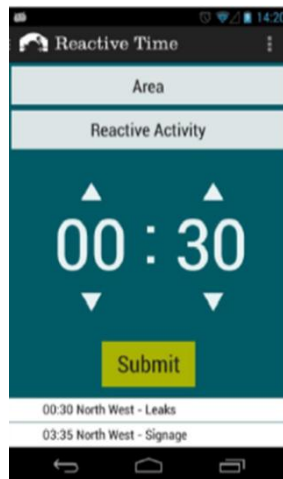 14:20
Reactive Time
Area
Reactive Activity
00 : 30
Submit
00:30 North West - Leaks
03:35 North West - Signage